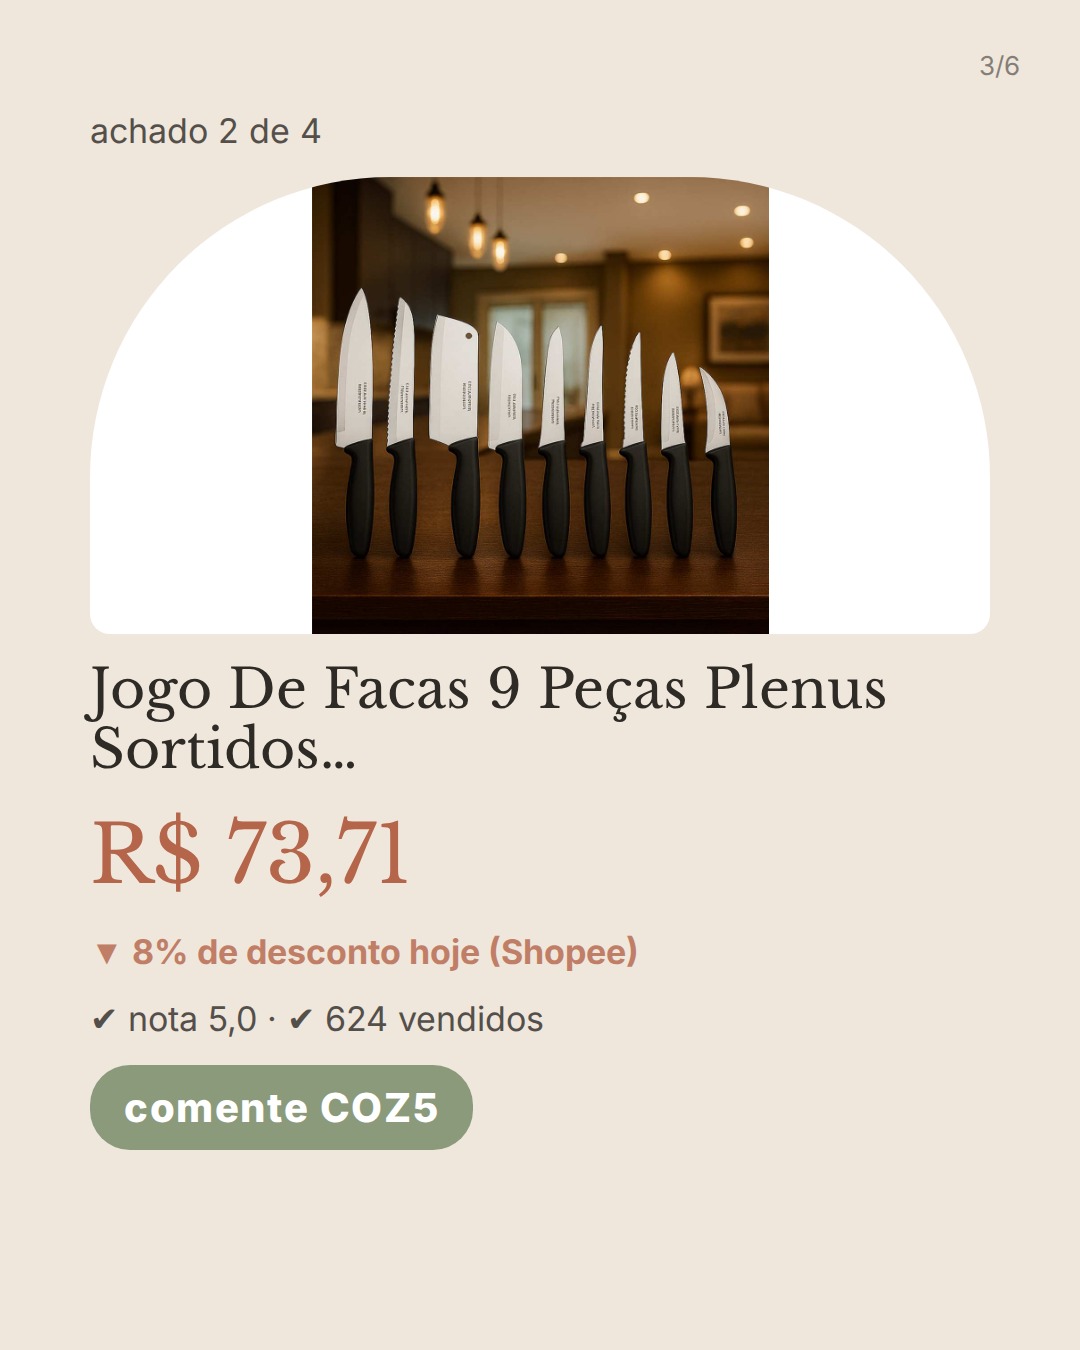 3/6
achado 2 de 4
Jogo De Facas 9 Peças Plenus
Sortidos...
R$ 73,71
▼ 8% de desconto hoje (Shopee)
✔ nota 5,0 · ✔ 624 vendidos
comente COZ5